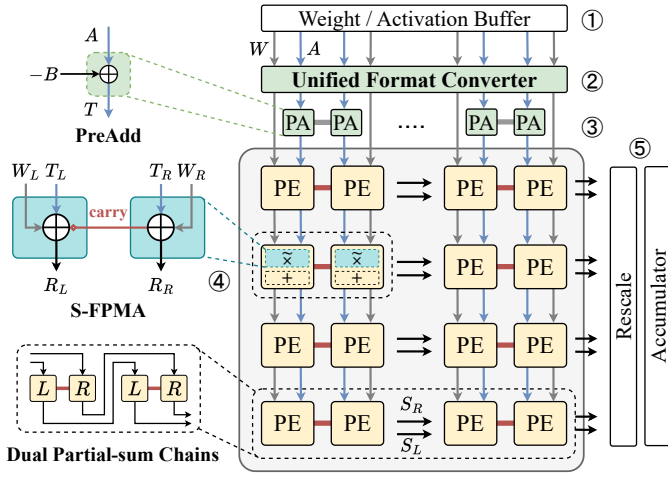 Weight / Activation Buffer
①
A
W
A
−B
Unified Format Converter
②
T
PreAdd
PA
PA
....
PA
PA
③
⑤
W_L
T_L
T_R
W_R
PE
PE
PE
PE
carry
R_L
R_R
④
×̃
+
×̃
+
PE
PE
S-FPMA
PE
PE
PE
PE
Rescale
Accumulator
L
R
L
R
PE
PE
S_R
S_L
PE
PE
Dual Partial-sum Chains